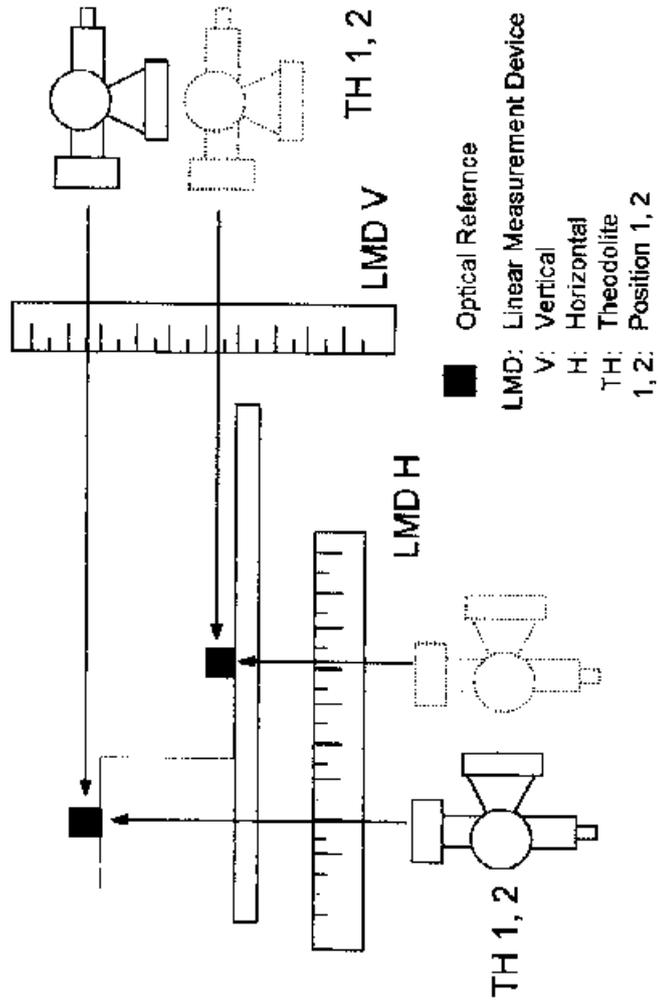 TH 1, 2
LMD V
LMD H
TH 1, 2
Optical Refernce
LMD: Linear Measurement Device
V: Vertical
H: Horizontal
TH: Theodolite
1, 2: Position 1, 2